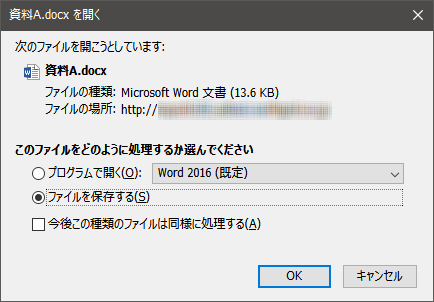 資料A.docx を開く
次のファイルを開こうとしています:
資料A.docx
ファイルの種類: Microsoft Word 文書 (13.6 KB)
ファイルの場所: http://
このファイルをどのように処理するか選んでください
プログラムで開く(O): Word 2016 (既定)
ファイルを保存する(S)
今後この種類のファイルは同様に処理する(A)
OK キャンセル